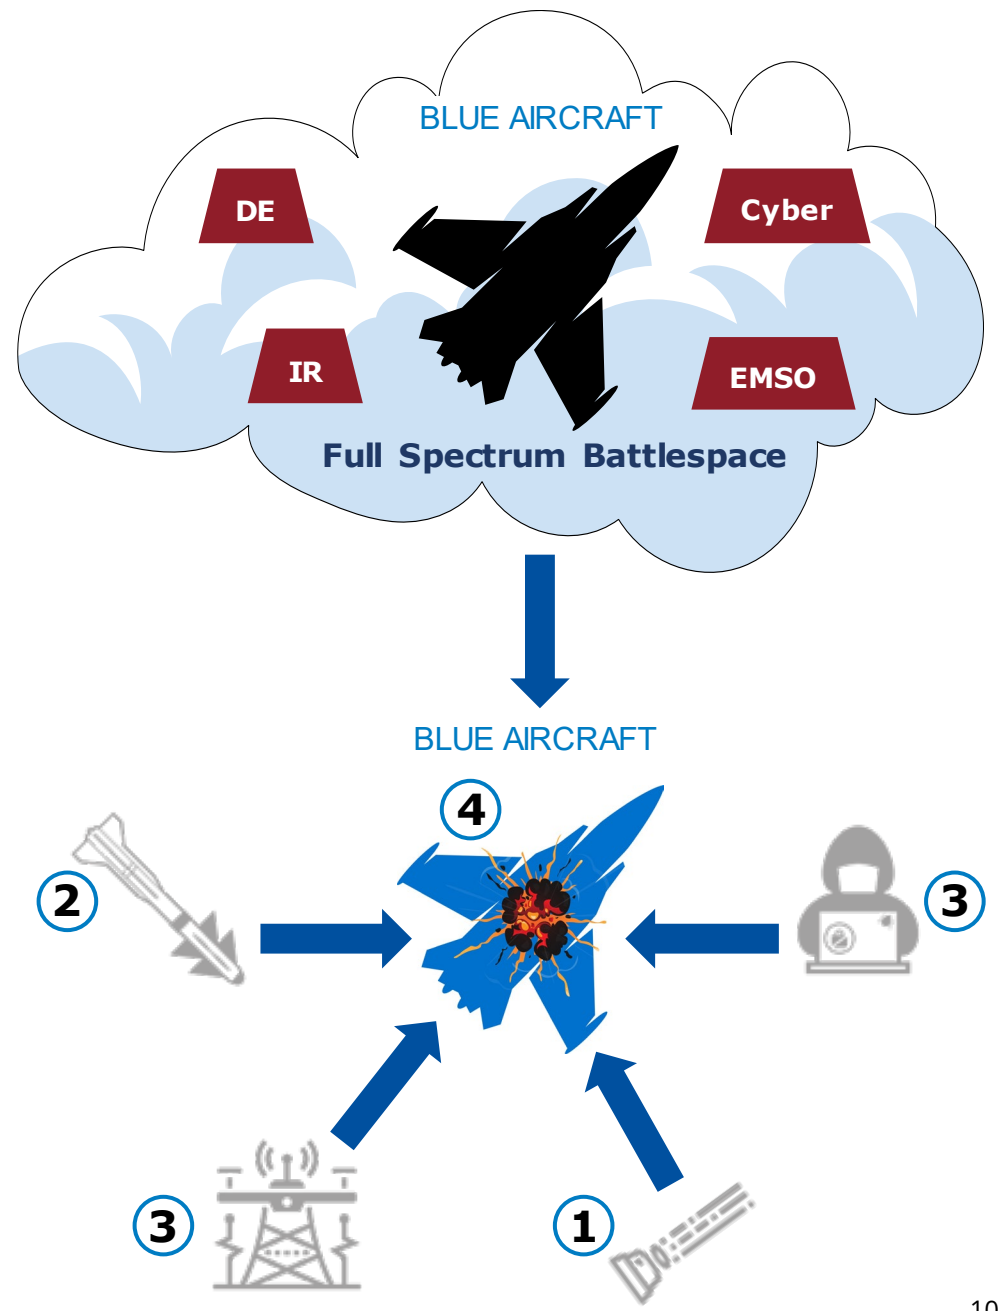 BLUE AIRCRAFT
DE
Cyber
IR
EMSO
Full Spectrum Battlespace
BLUE AIRCRAFT
4
2
3
3
1
10